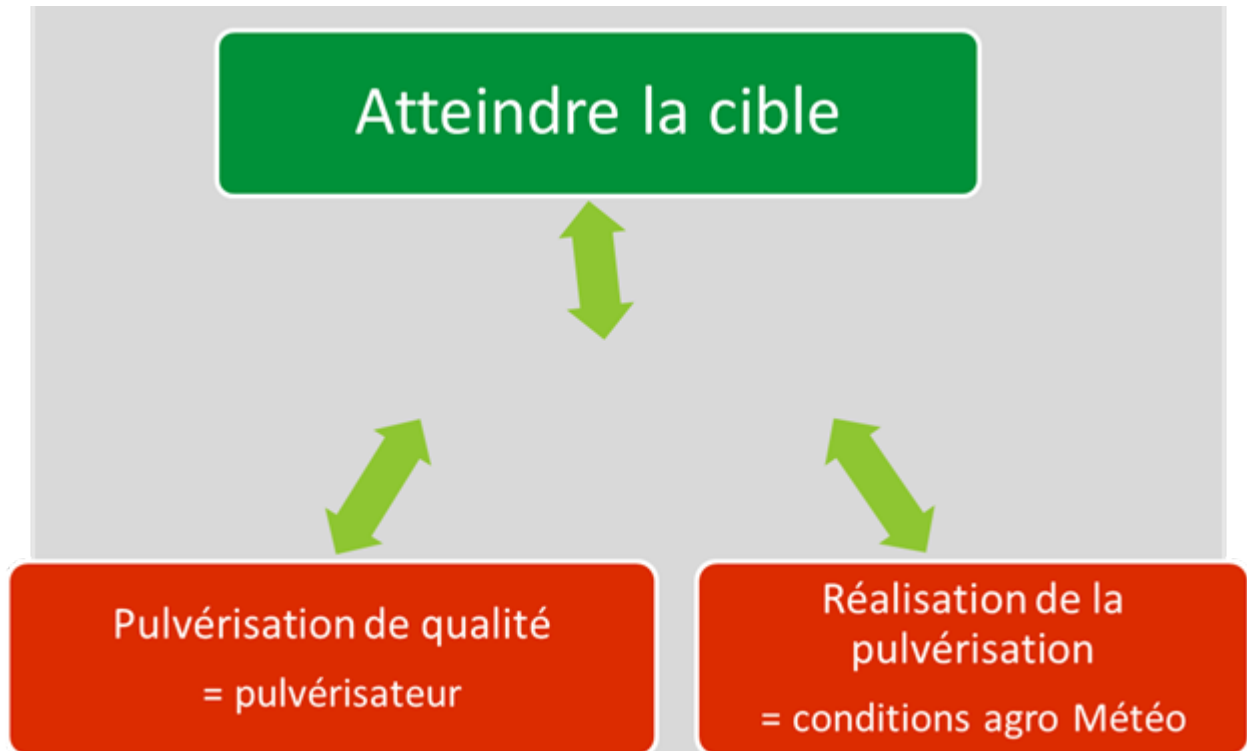 Atteindre la cible
Pulvérisation de qualité
= pulvérisateur
Réalisation de la
pulvérisation
= conditions agro Météo